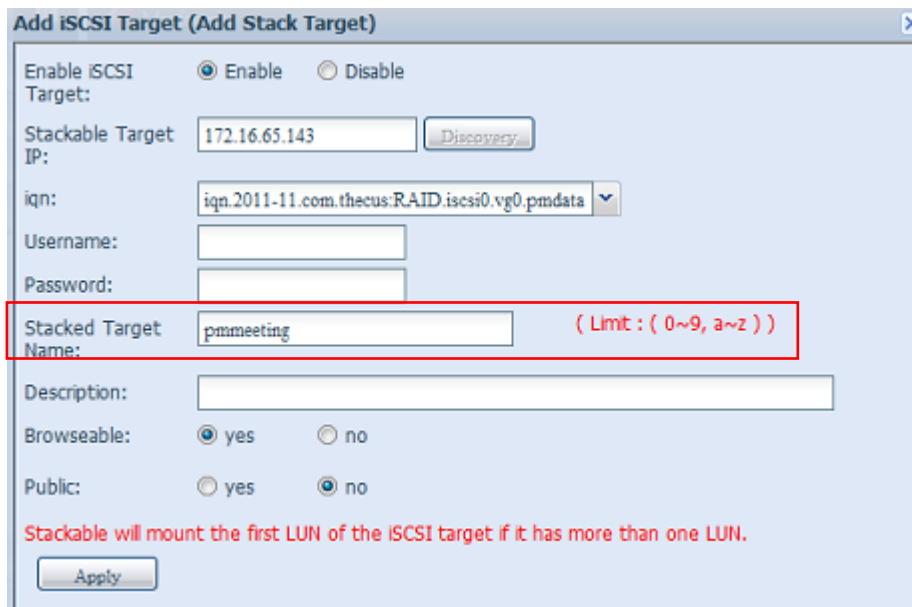 Add iSCSI Target (Add Stack Target)
Enable iSCSI Target: Enable Disable
Stackable Target IP: 172.16.65.143 Discovery
iqn: iqn.2011-11.com.thecus:RAID.iscsi0.vg0.pmdata
Username:
Password:
Stacked Target Name: pmmeeting ( Limit : ( 0~9, a~z ) )
Description:
Browseable: yes no
Public: yes no
Stackable will mount the first LUN of the iSCSI target if it has more than one LUN.
Apply